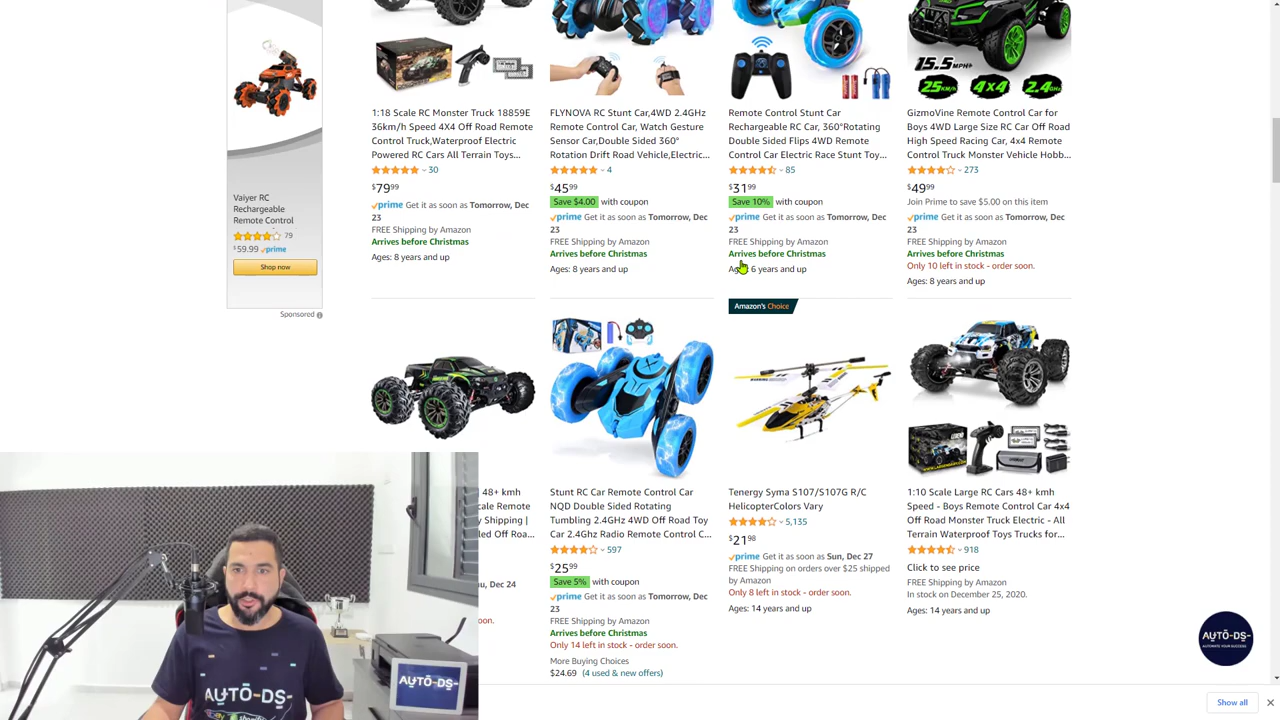 15.5 MPH
25KM/H 4X4 2.4GHz
1:18 Scale RC Monster Truck 18859E
36km/h Speed 4X4 Off Road Remote
Control Truck,Waterproof Electric
Powered RC Cars All Terrain Toys...
30
$79.99
prime Get it as soon as Tomorrow, Dec
23
FREE Shipping by Amazon
Arrives before Christmas
Ages: 8 years and up
FLYNOVA RC Stunt Car,4WD 2.4GHz
Remote Control Car, Watch Gesture
Sensor Car,Double Sided 360°
Rotation Drift Road Vehicle,Electric...
4
$45.99
Save $4.00 with coupon
prime Get it as soon as Tomorrow, Dec
23
FREE Shipping by Amazon
Arrives before Christmas
Ages: 8 years and up
Remote Control Stunt Car
Rechargeable RC Car, 360°Rotating
Double Sided Flips 4WD Remote
Control Car Electric Race Stunt Toy...
85
$31.99
Save 10% with coupon
prime Get it as soon as Tomorrow, Dec
23
FREE Shipping by Amazon
Arrives before Christmas
6 years and up
GizmoVine Remote Control Car for
Boys 4WD Large Size RC Car Off Road
High Speed Racing Car, 4x4 Remote
Control Truck Monster Vehicle Hobb...
273
$49.99
Join Prime to save $5.00 on this item
prime Get it as soon as Tomorrow, Dec
23
FREE Shipping by Amazon
Arrives before Christmas
Only 10 left in stock - order soon.
Ages: 8 years and up
Vaiyer RC
Rechargeable
Remote Control
79
$59.99 prime
Shop now
Sponsored
48+ kmh
cale Remote
y Shipping |
led Off Roa...
u, Dec 24
oon.
Stunt RC Car Remote Control Car
NQD Double Sided Rotating
Tumbling 2.4GHz 4WD Off Road Toy
Car 2.4Ghz Radio Remote Control C...
597
$25.99
Save 5% with coupon
prime Get it as soon as Tomorrow, Dec
23
FREE Shipping by Amazon
Arrives before Christmas
Only 14 left in stock - order soon.
More Buying Choices
$24.69 (4 used & new offers)
Amazon's Choice
Tenergy Syma S107/S107G R/C
HelicopterColors Vary
5,135
$21.98
prime Get it as soon as Sun, Dec 27
FREE Shipping on orders over $25 shipped
by Amazon
Only 8 left in stock - order soon.
Ages: 14 years and up
1:10 Scale Large RC Cars 48+ kmh
Speed - Boys Remote Control Car 4x4
Off Road Monster Truck Electric - All
Terrain Waterproof Toys Trucks for...
918
Click to see price
FREE Shipping by Amazon
In stock on December 25, 2020.
Ages: 14 years and up
AUTO-DS-
AUTO-DS-
AUTO-DS-
AUTOMATE YOUR SUCCESS
Show all